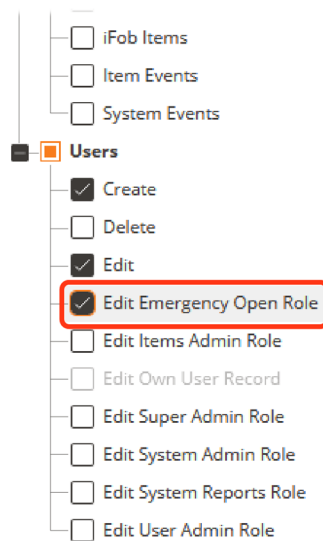 iFob Items
Item Events
System Events
Users
Create
Delete
Edit
Edit Emergency Open Role
Edit Items Admin Role
Edit Own User Record
Edit Super Admin Role
Edit System Admin Role
Edit System Reports Role
Edit User Admin Role